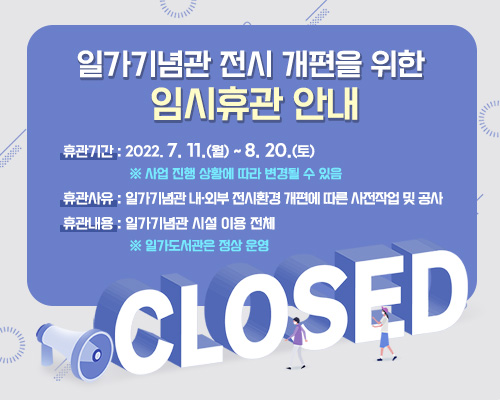 일가기념관 전시 개편을 위한
임시휴관 안내
휴관기간 : 2022. 7. 11.(월) ~ 8. 20.(토)
※ 사업 진행 상황에 따라 변경될 수 있음
휴관사유 : 일가기념관 내·외부 전시환경 개편에 따른 사전작업 및 공사
휴관내용 : 일가기념관 시설 이용 전체
※ 일가도서관은 정상 운영
CLOSED